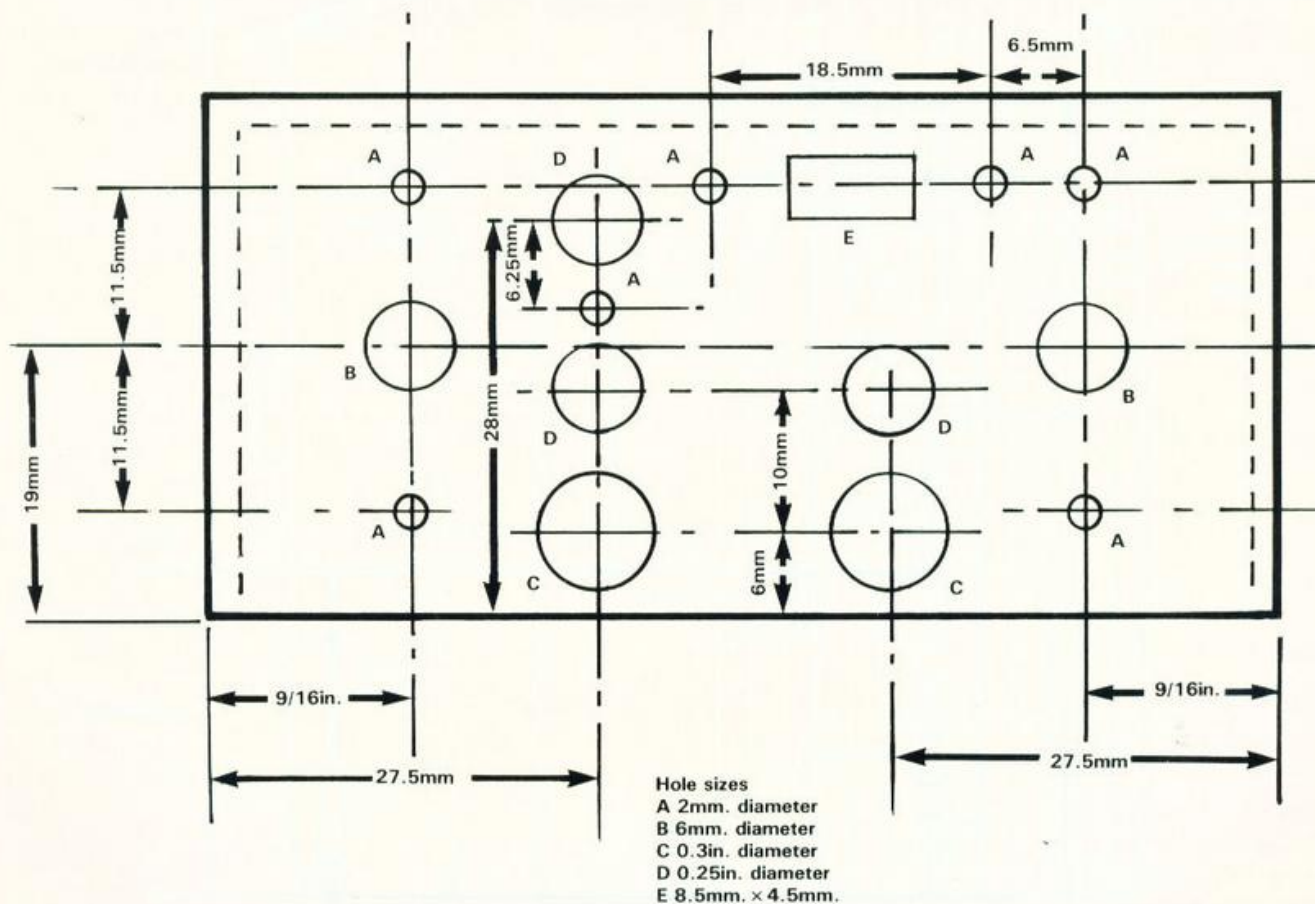 6.5mm
18.5mm
A
D
A
A
A
E
11.5mm
6.25mm
A
B
B
28mm
11.5mm
D
D
10mm
19mm
A
A
C
6mm
C
9/16in.
9/16in.
27.5mm
27.5mm
Hole sizes
A 2mm. diameter
B 6mm. diameter
C 0.3in. diameter
D 0.25in. diameter
E 8.5mm. × 4.5mm.